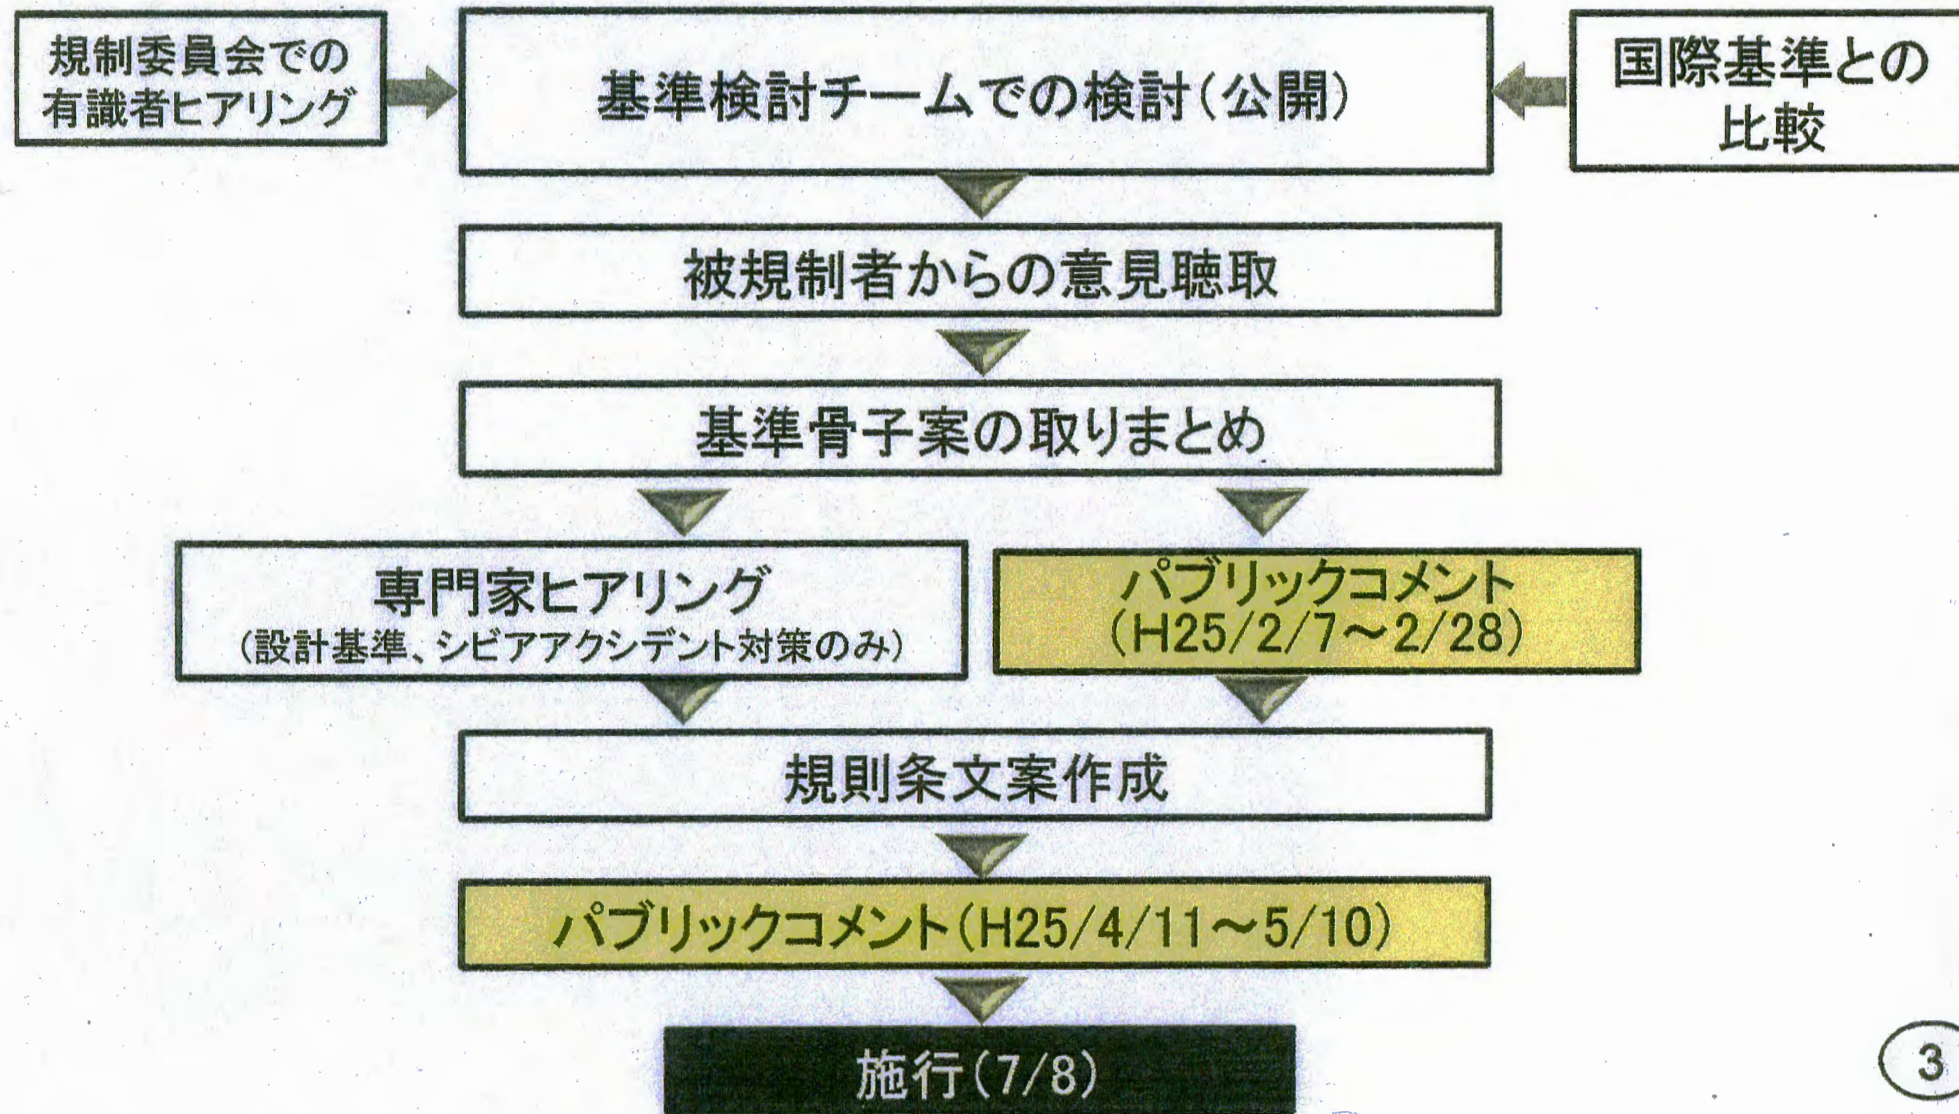 規制委員会での
有識者ヒアリング
基準検討チームでの検討(公開)
国際基準との
比較
被規制者からの意見聴取
基準骨子案の取りまとめ
専門家ヒアリング
(設計基準、シビアアクシデント対策のみ)
パブリックコメント
(H25/2/7～2/28)
規則条文案作成
パブリックコメント(H25/4/11～5/10)
施行(7/8)
3